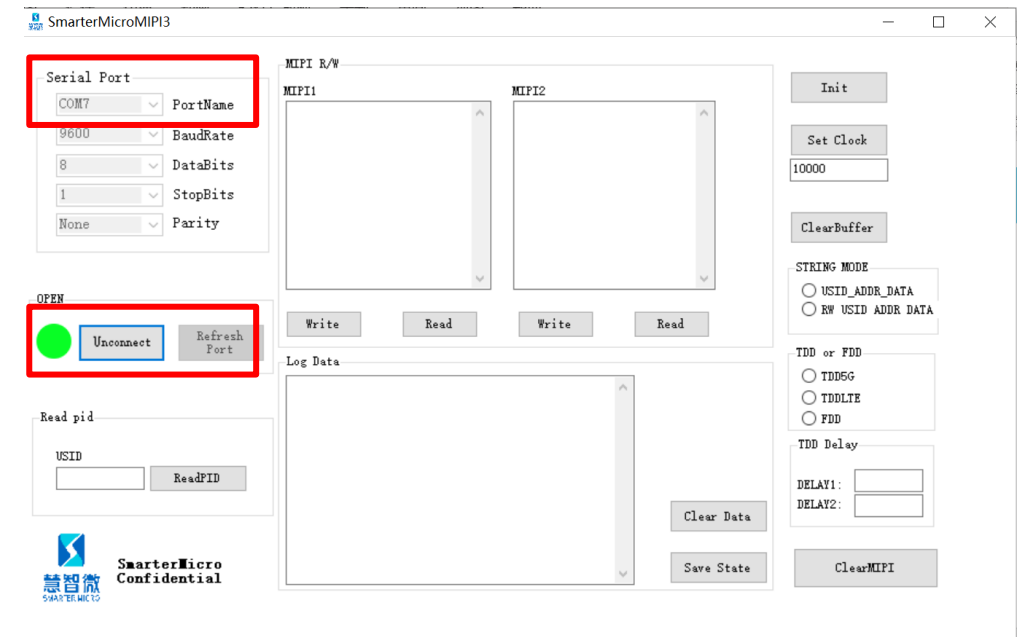 SmarterMicroMIPI3
Serial Port
COM7 PortName
9600 BaudRate
8 DataBits
1 StopBits
None Parity
OPEN
Unconnect
Refresh
Port
Read pid
USID
ReadPID
慧智微
SMARTER MICRO
SmarterMicro
Confidential
MIPI R/W
MIPI1
MIPI2
Write
Read
Write
Read
Log Data
Clear Data
Save State
Init
Set Clock
10000
ClearBuffer
STRING MODE
USID_ADDR_DATA
RW USID ADDR DATA
TDD or FDD
TDD5G
TDDLTE
FDD
TDD Delay
DELAY1:
DELAY2:
ClearMIPI